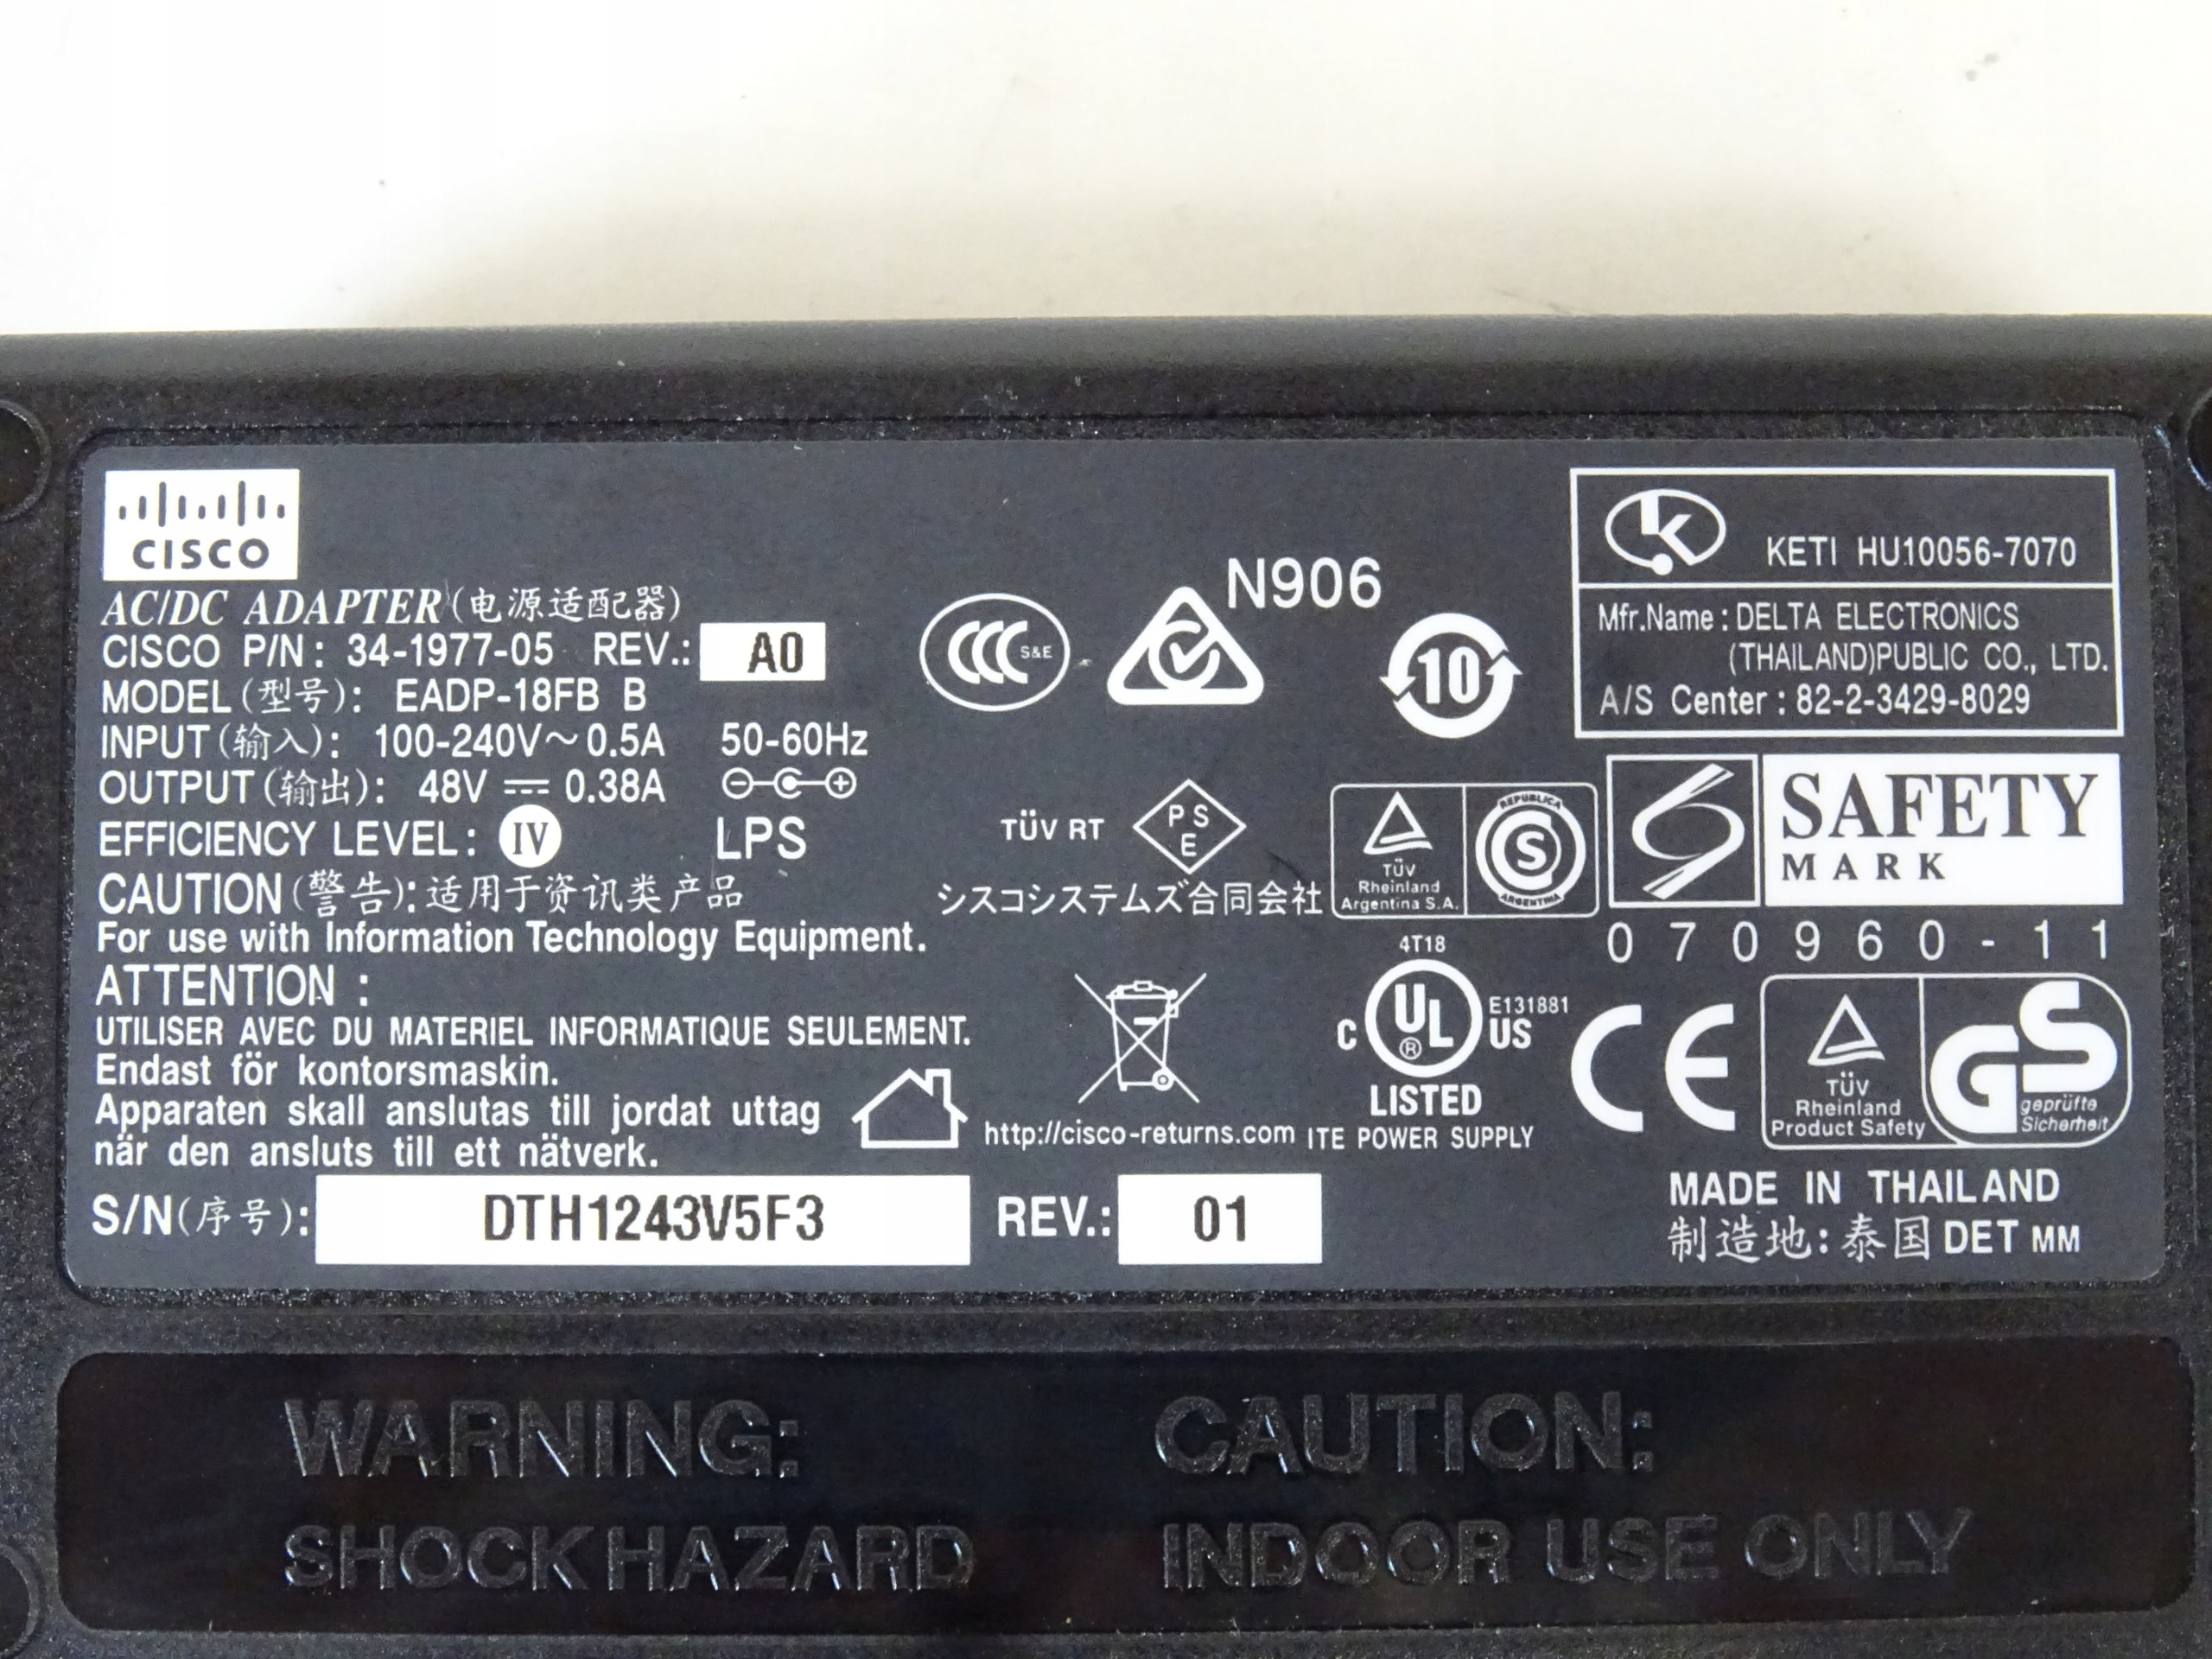 CISCO
AC/DC ADAPTER(电源适配器)
CISCO P/N: 34-1977-05 REV.: A0
MODEL(型号): EADP-18FB B
INPUT(输入): 100-240V~0.5A 50-60Hz
OUTPUT(输出): 48V ⎓ 0.38A
EFFICIENCY LEVEL: IV LPS
CAUTION(警告):适用于资讯类产品
For use with Information Technology Equipment.
ATTENTION :
UTILISER AVEC DU MATERIEL INFORMATIQUE SEULEMENT.
Endast för kontorsmaskin.
Apparaten skall anslutas till jordat uttag
när den ansluts till ett nätverk.
S/N(序号): DTH1243V5F3 REV.: 01
CCC S&E
N906
10
TÜV RT
PSE
シスコシステムズ合同会社
TÜV
Rheinland
Argentina S.A.
REPUBLICA
S
ARGENTINA
http://cisco-returns.com
4T18
C UL ® US
E131881
LISTED
ITE POWER SUPPLY
K
KETI HU10056-7070
Mfr.Name : DELTA ELECTRONICS
(THAILAND)PUBLIC CO., LTD.
A/S Center : 82-2-3429-8029
SAFETY
MARK
070960-11
CE
TÜV
Rheinland
Product Safety
GS
geprüfte
Sicherheit
MADE IN THAILAND
制造地:泰国 DET MM
WARNING:
SHOCK HAZARD
CAUTION:
INDOOR USE ONLY